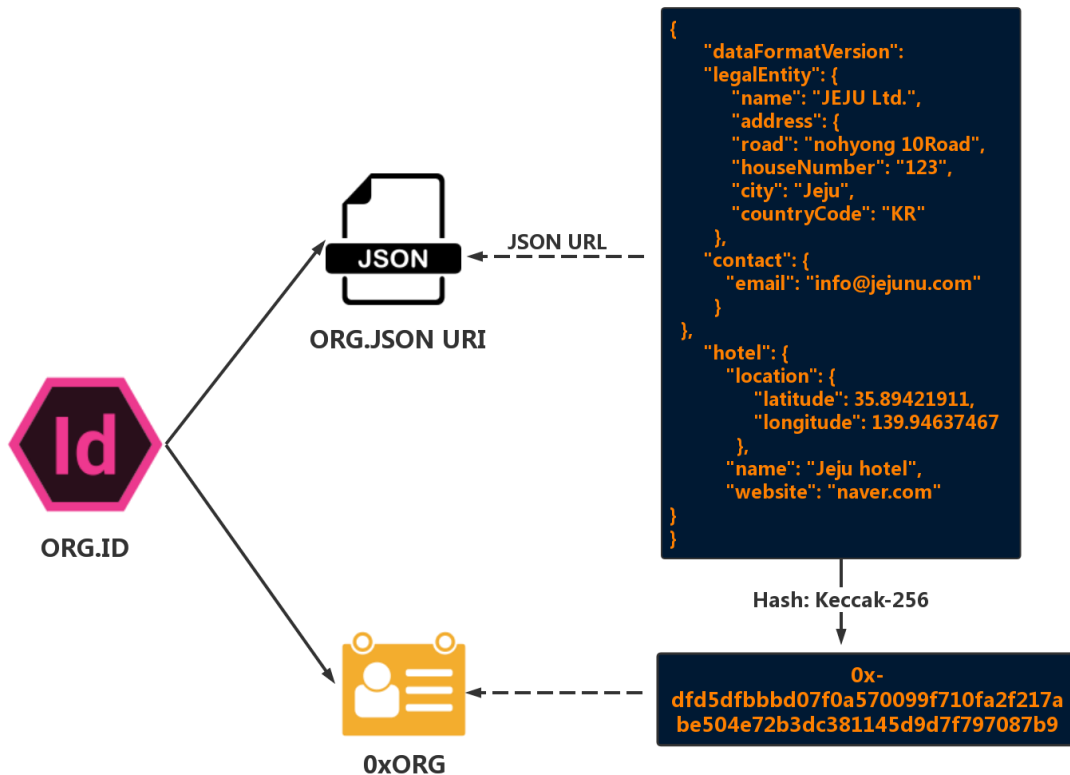 {
"dataFormatVersion":
"legalEntity": {
"name": "JEJU Ltd.",
"address": {
"road": "nohyong 10Road",
"houseNumber": "123",
"city": "Jeju",
"countryCode": "KR"
},
"contact": {
"email": "info@jejunu.com"
}
},
"hotel": {
"location": {
"latitude": 35.89421911,
"longitude": 139.94637467
},
"name": "Jeju hotel",
"website": "naver.com"
}
}
JSON URL
JSON
ORG.JSON URI
Id
ORG.ID
Hash: Keccak-256
0x-
dfd5dfbbbd07f0a570099f710fa2f217a
be504e72b3dc381145d9d7f797087b9
0xORG